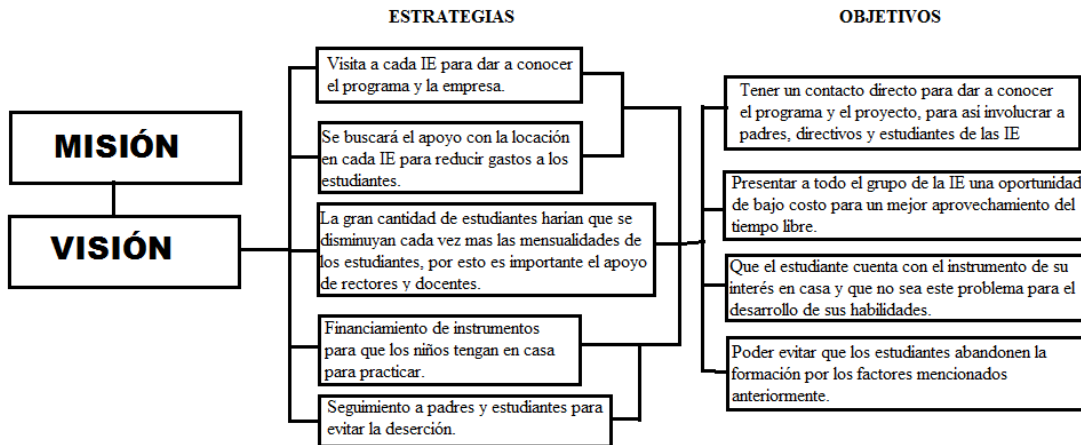 ESTRATEGIAS
OBJETIVOS
MISIÓN
VISIÓN
Visita a cada IE para dar a conocer
el programa y la empresa.
Se buscará el apoyo con la locación
en cada IE para reducir gastos a los
estudiantes.
La gran cantidad de estudiantes harían que se
disminuyan cada vez mas las mensualidades de
los estudiantes, por esto es importante el apoyo
de rectores y docentes.
Financiamiento de instrumentos
para que los niños tengan en casa
para practicar.
Seguimiento a padres y estudiantes para
evitar la deserción.
Tener un contacto directo para dar a conocer
el programa y el proyecto, para así involucrar a
padres, directivos y estudiantes de las IE
Presentar a todo el grupo de la IE una oportunidad
de bajo costo para un mejor aprovechamiento del
tiempo libre.
Que el estudiante cuenta con el instrumento de su
interés en casa y que no sea este problema para el
desarrollo de sus habilidades.
Poder evitar que los estudiantes abandonen la
formación por los factores mencionados
anteriormente.